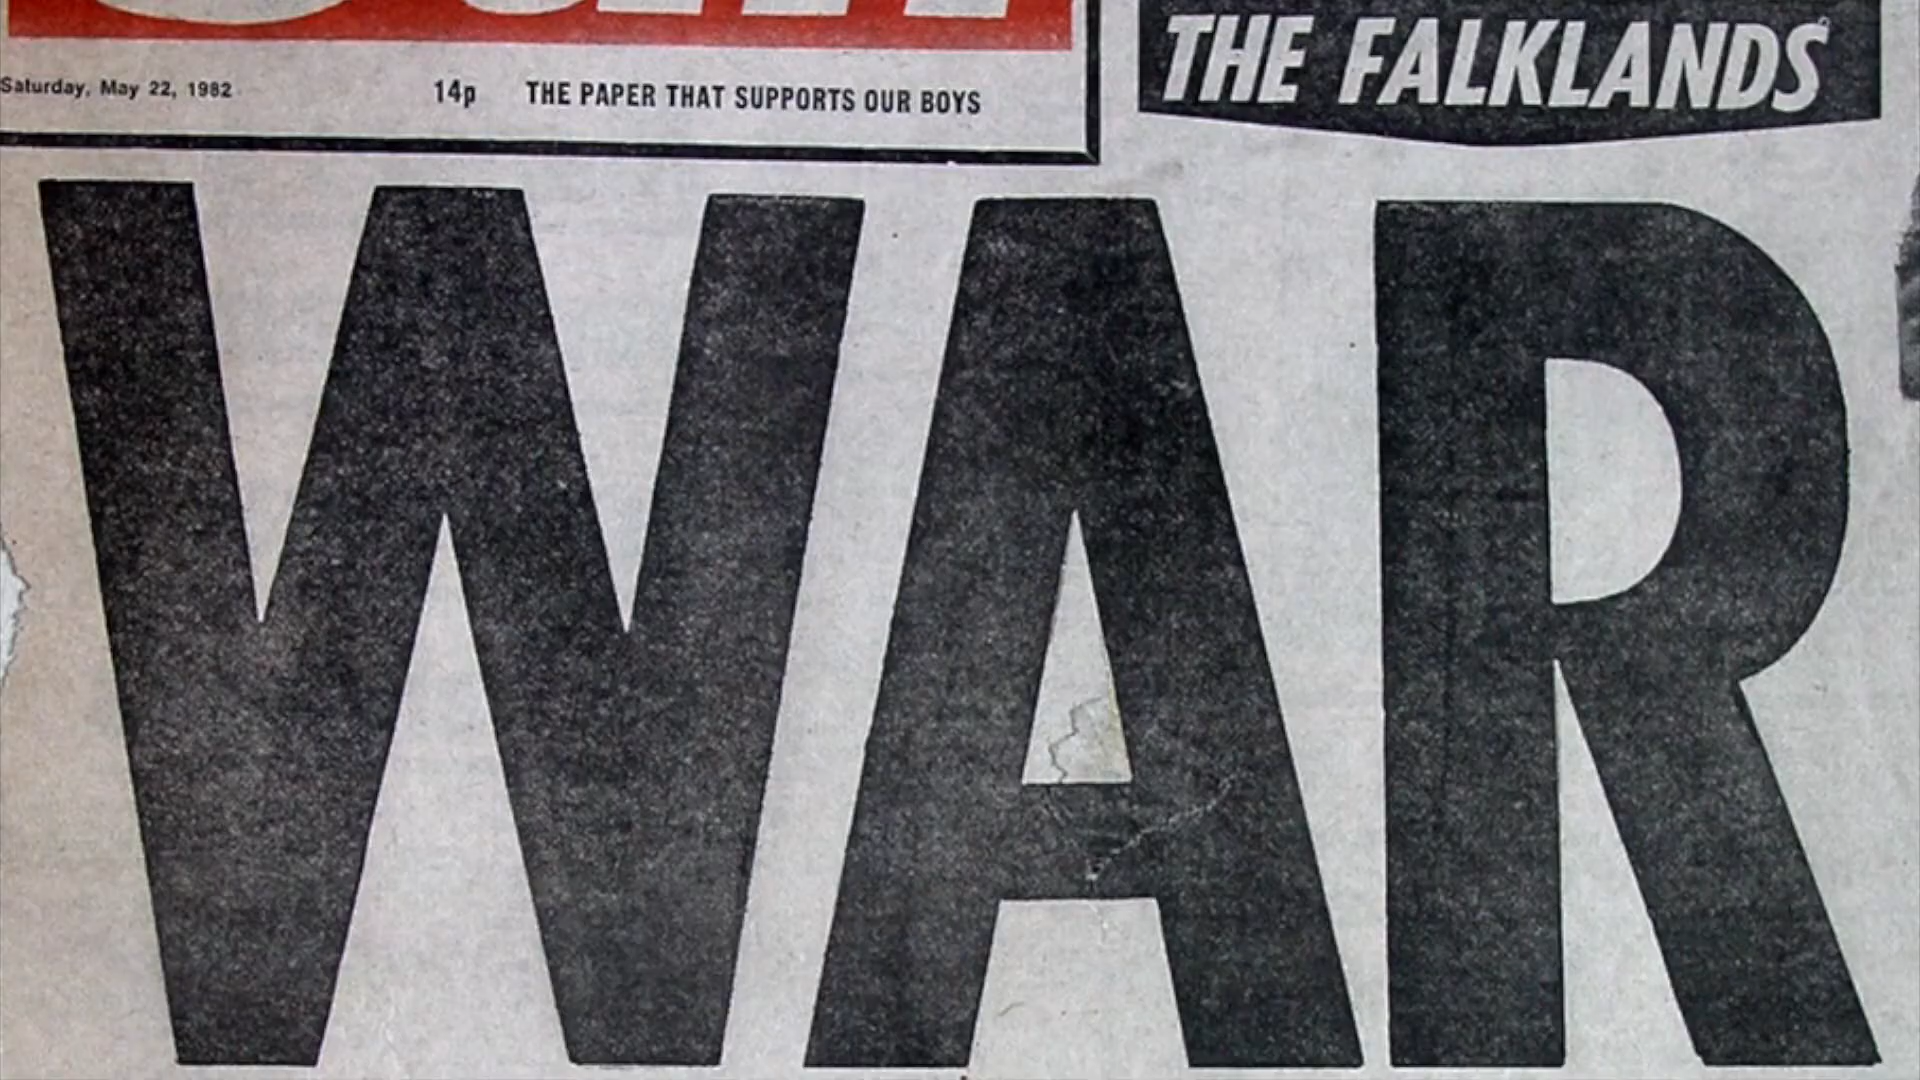 THE FALKLANDS
Saturday, May 22, 1982
14p
THE PAPER THAT SUPPORTS OUR BOYS
WAR